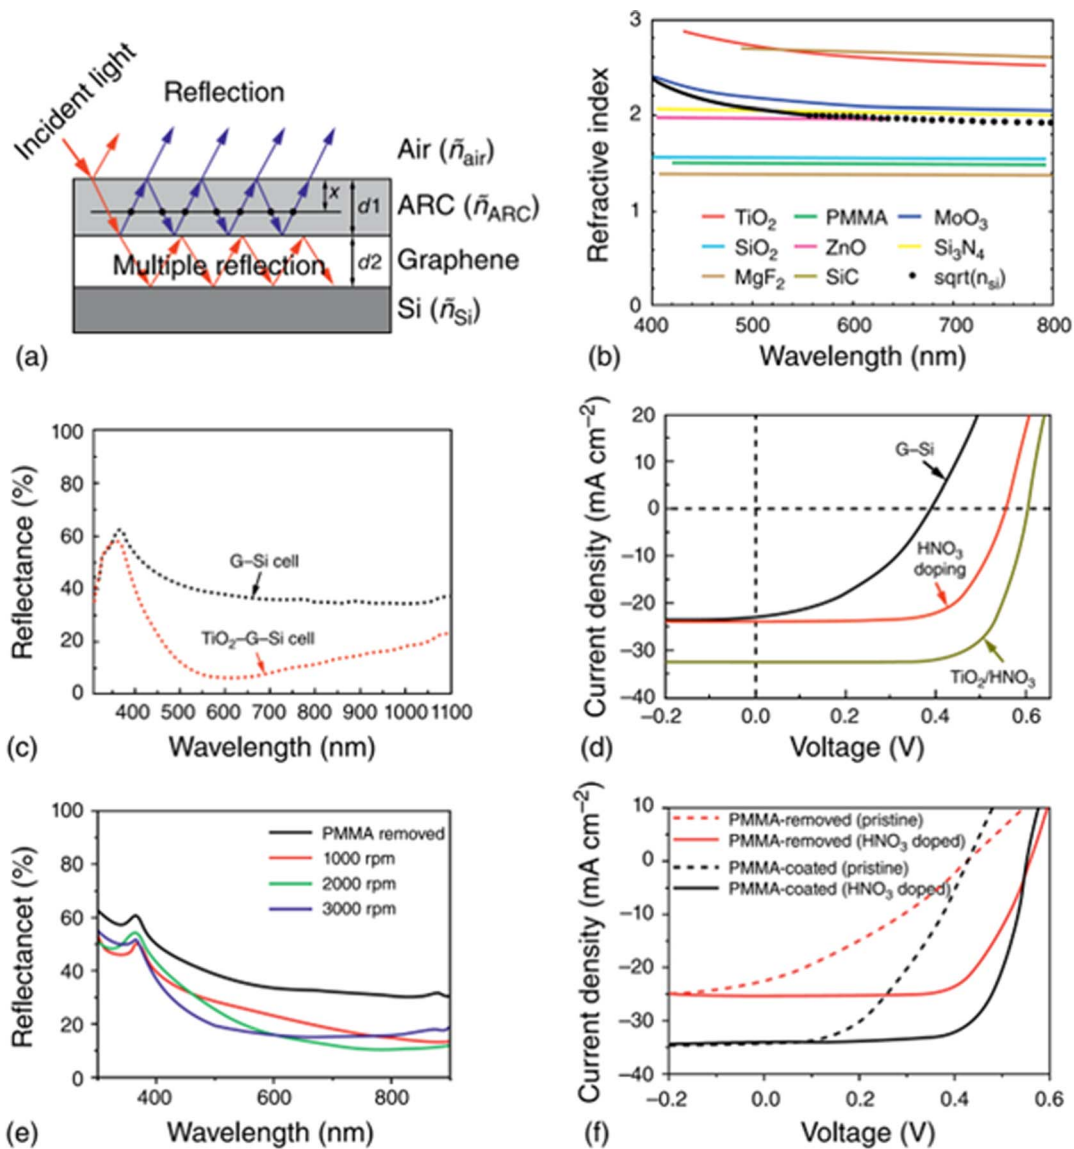 Incident light
Reflection
Air (ñair)
x
d1
ARC (ñARC)
Multiple reflection
d2
Graphene
Si (ñSi)
(a)
3
2
1
0
Refractive index
TiO2
PMMA
MoO3
SiO2
ZnO
Si3N4
MgF2
SiC
sqrt(nsi)
400 500 600 700 800
(b)
Wavelength (nm)
100
80
60
40
20
0
Reflectance (%)
G–Si cell
TiO2–G–Si cell
400 500 600 700 800 900 1000 1100
(c)
Wavelength (nm)
20
10
0
–10
–20
–30
–40
Current density (mA cm–2)
G–Si
HNO3
doping
TiO2/HNO3
–0.2 0.0 0.2 0.4 0.6
(d)
Voltage (V)
100
80
60
40
20
0
Reflectancet (%)
PMMA removed
1000 rpm
2000 rpm
3000 rpm
400 600 800
(e)
Wavelength (nm)
10
0
–10
–20
–30
–40
Current density (mA cm–2)
PMMA-removed (pristine)
PMMA-removed (HNO3 doped)
PMMA-coated (pristine)
PMMA-coated (HNO3 doped)
–0.2 0.0 0.2 0.4 0.6
(f)
Voltage (V)